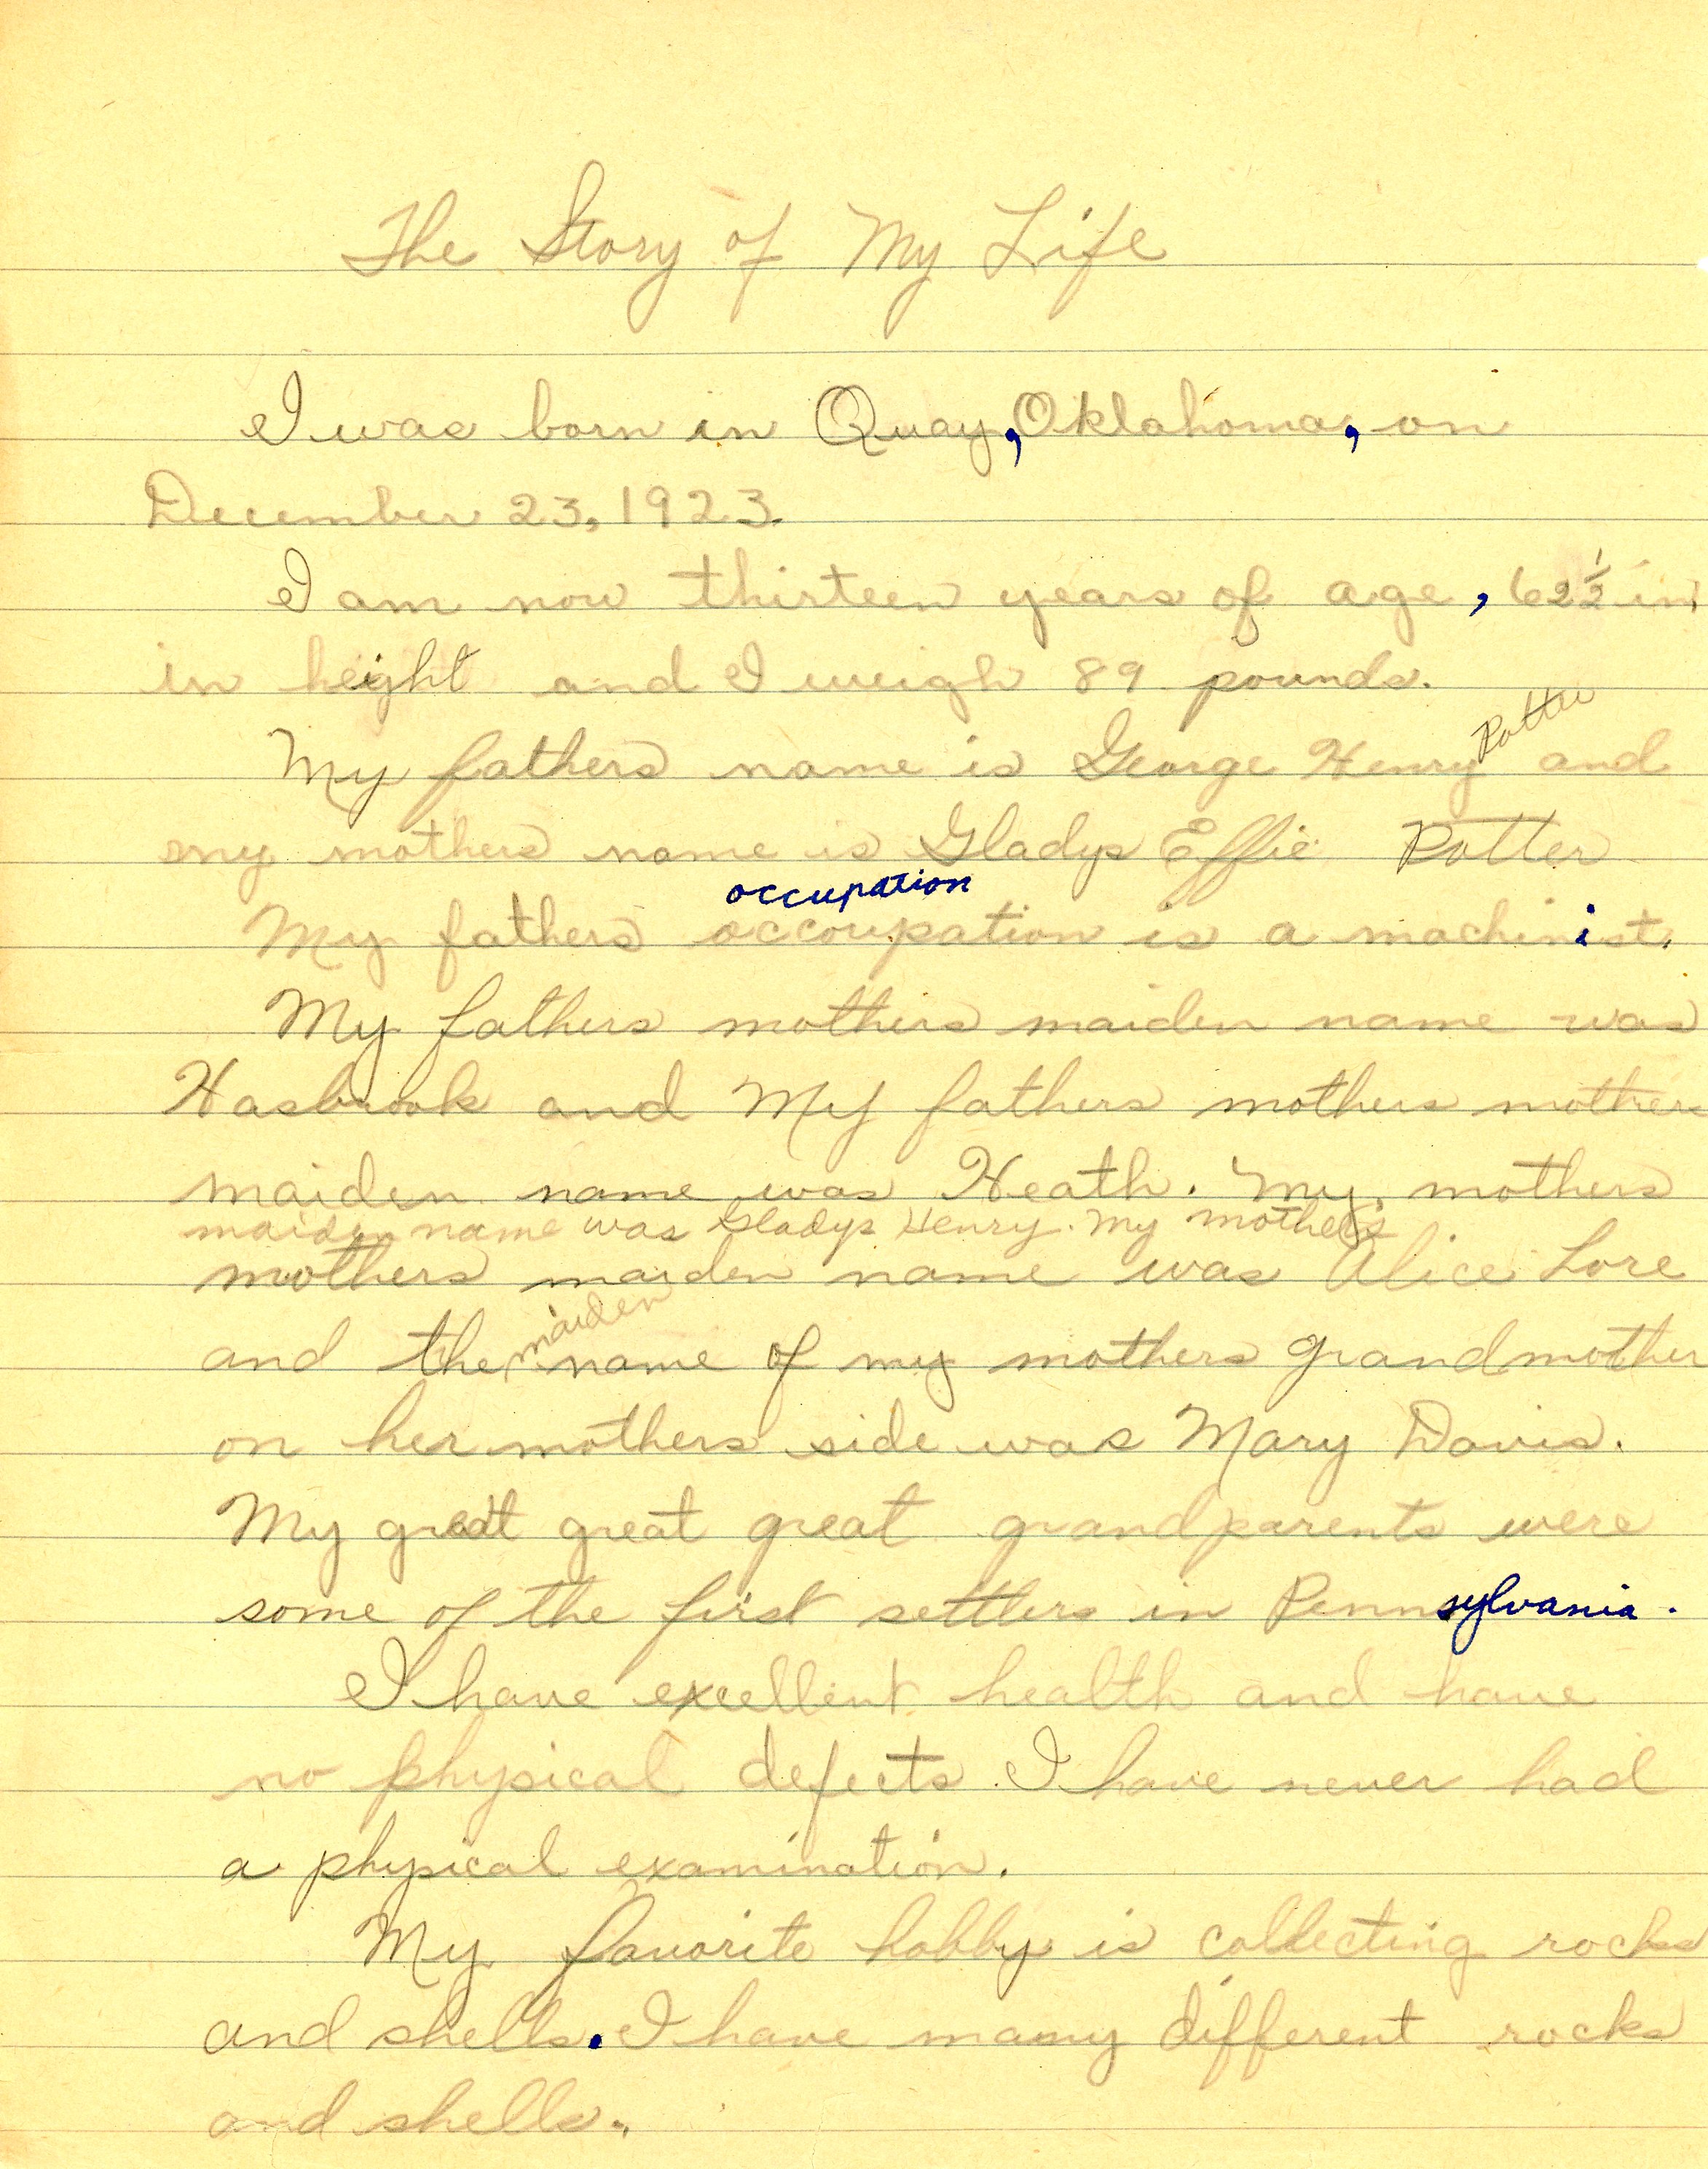 The Story of My Life
I was born in Quay, Oklahoma, on
December 23, 1923.
I am now thirteen years of age, 62 1/2 in.
in height and I weigh 89 pounds.
Potter
My fathers name is George Henry and
my mothers name is Gladys Effie Potter
occupation
My fathers accoupation is a machinist.
My fathers mothers maiden name was
Hasbrook and My fathers mothers mothers
maiden name was Heath. My mothers
maiden name was Gladys Henry. My mother's
mothers maiden name was Alice Lore
maiden
and the name of my mothers grandmother
on her mothers side was Mary Davis.
My great great great grandparents were
some of the first settlers in Pennsylvania.
I have excellent health and have
no physical defects. I have never had
a physical examination.
My favorite hobby is collecting rocks
and shells. I have many different rocks
and shells.